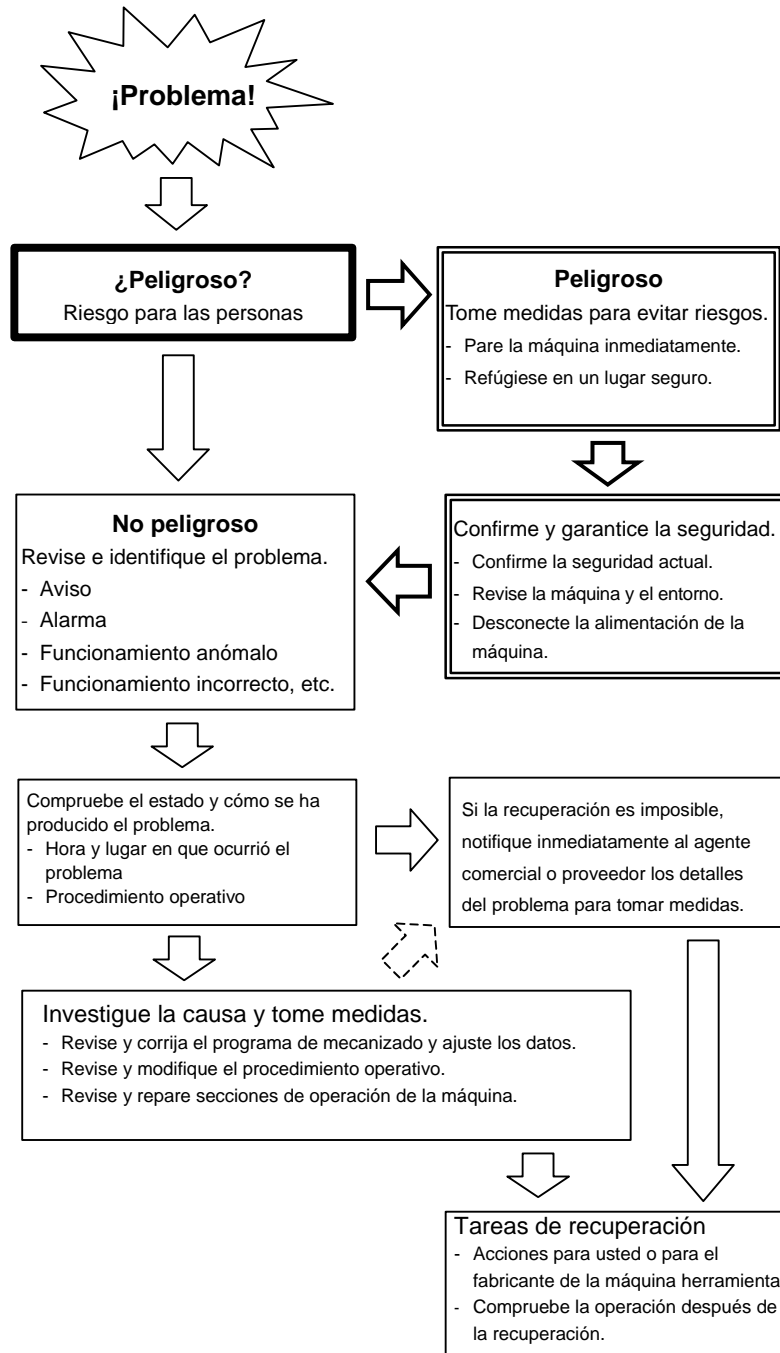 ¡Problema!
¿Peligroso?
Riesgo para las personas
Peligroso
Tome medidas para evitar riesgos.
- Pare la máquina inmediatamente.
- Refúgiese en un lugar seguro.
No peligroso
Revise e identifique el problema.
- Aviso
- Alarma
- Funcionamiento anómalo
- Funcionamiento incorrecto, etc.
Confirme y garantice la seguridad.
- Confirme la seguridad actual.
- Revise la máquina y el entorno.
- Desconecte la alimentación de la
máquina.
Compruebe el estado y cómo se ha
producido el problema.
- Hora y lugar en que ocurrió el
problema
- Procedimiento operativo
Si la recuperación es imposible,
notifique inmediatamente al agente
comercial o proveedor los detalles
del problema para tomar medidas.
Investigue la causa y tome medidas.
- Revise y corrija el programa de mecanizado y ajuste los datos.
- Revise y modifique el procedimiento operativo.
- Revise y repare secciones de operación de la máquina.
Tareas de recuperación
- Acciones para usted o para el
fabricante de la máquina herramienta
- Compruebe la operación después de
la recuperación.